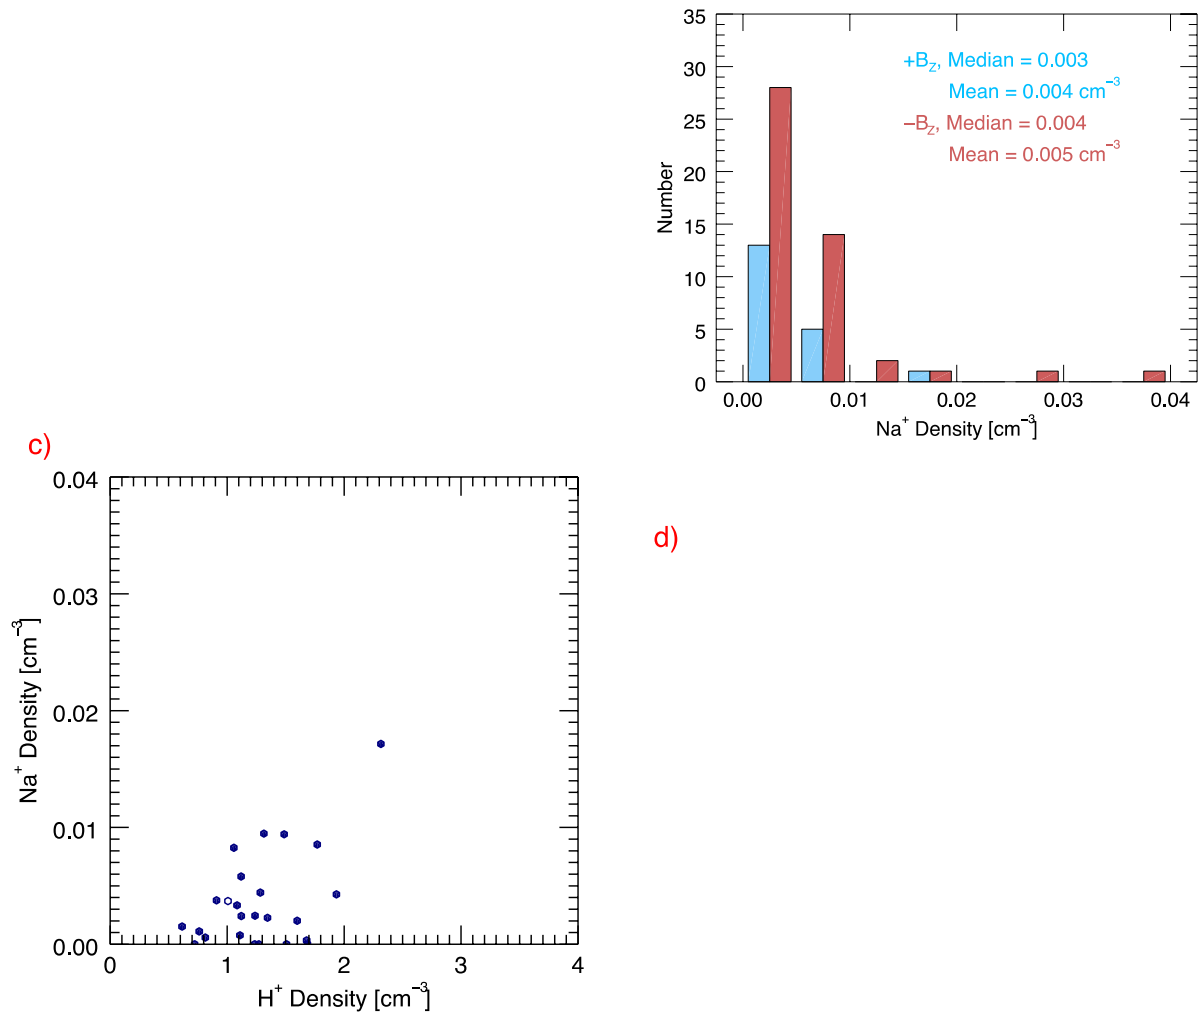 35
30
25
20
15
10
5
0
Number
+B_Z, Median = 0.003
Mean = 0.004 cm⁻³
−B_Z, Median = 0.004
Mean = 0.005 cm⁻³
0.00 0.01 0.02 0.03 0.04
Na⁺ Density [cm⁻³]
c)
0.04
0.03
0.02
0.01
0.00
Na⁺ Density [cm⁻³]
0 1 2 3 4
H⁺ Density [cm⁻³]
d)